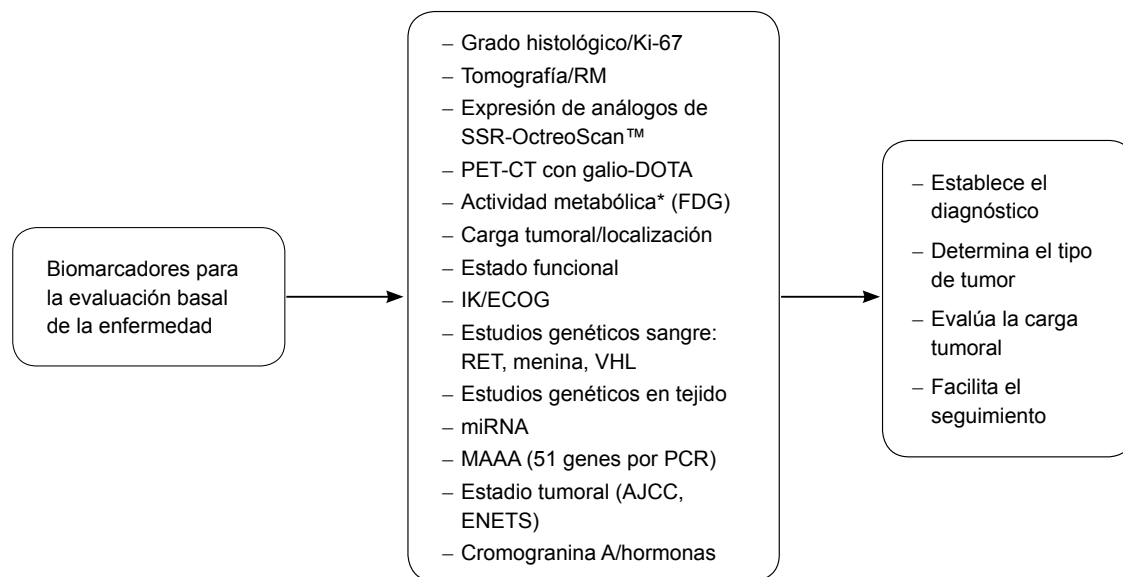 Biomarcadores para
la evaluación basal
de la enfermedad
– Grado histológico/Ki-67
– Tomografía/RM
– Expresión de análogos de
SSR-OctreoScan™
– PET-CT con galio-DOTA
– Actividad metabólica* (FDG)
– Carga tumoral/localización
– Estado funcional
– IK/ECOG
– Estudios genéticos sangre:
RET, menina, VHL
– Estudios genéticos en tejido
– miRNA
– MAAA (51 genes por PCR)
– Estadio tumoral (AJCC,
ENETS)
– Cromogranina A/hormonas
– Establece el
diagnóstico
– Determina el tipo
de tumor
– Evalúa la carga
tumoral
– Facilita el
seguimiento